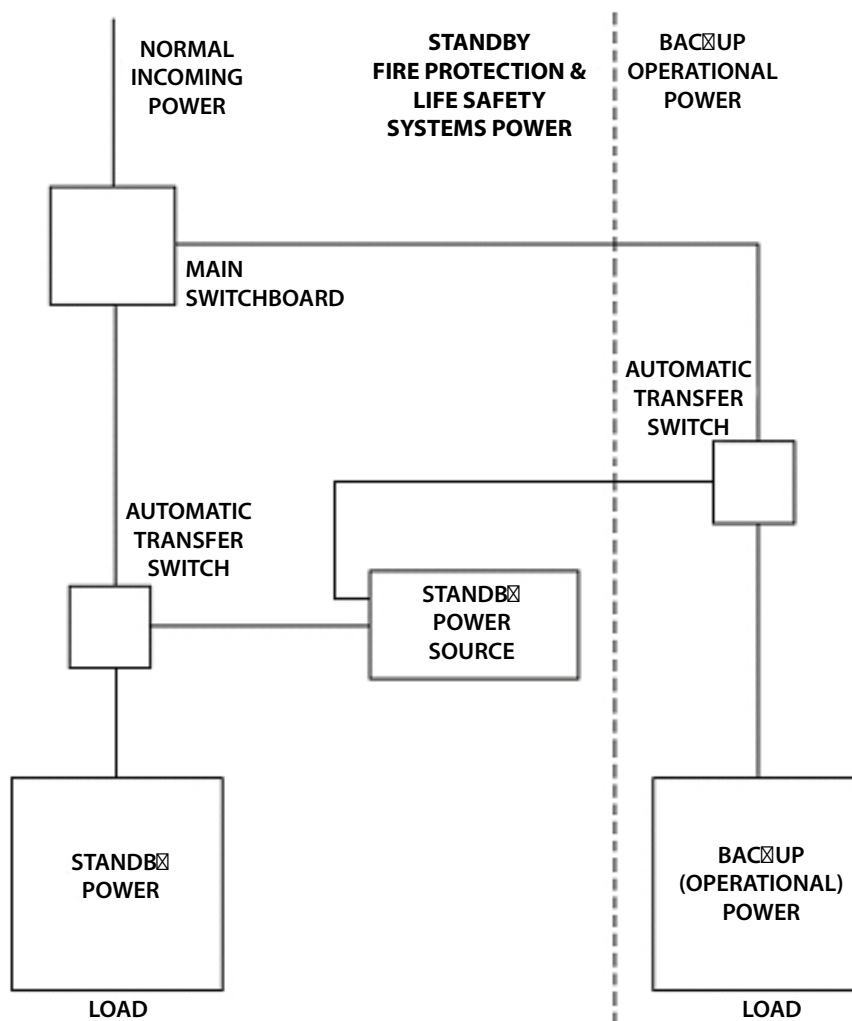 NORMAL
INCOMING
POWER
STANDBY
FIRE PROTECTION &
LIFE SAFETY
SYSTEMS POWER
BAC☒UP
OPERATIONAL
POWER
MAIN
SWITCHBOARD
AUTOMATIC
TRANSFER
SWITCH
AUTOMATIC
TRANSFER
SWITCH
STANDB☒
POWER
SOURCE
STANDB☒
POWER
BAC☒UP
(OPERATIONAL)
POWER
LOAD
LOAD